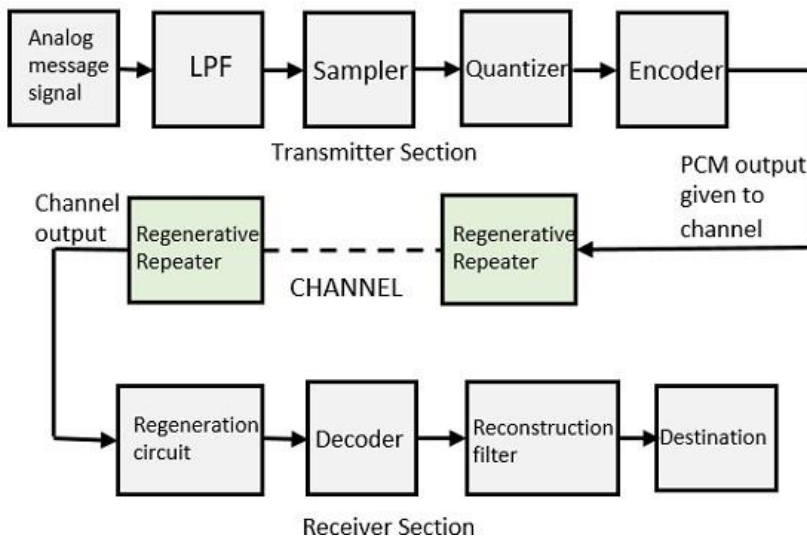 Analog
message
signal
LPF
Sampler
Quantizer
Encoder
Transmitter Section
PCM output
given to
channel
Channel
output
Regenerative
Repeater
CHANNEL
Regenerative
Repeater
Regeneration
circuit
Decoder
Reconstruction
filter
Destination
Receiver Section